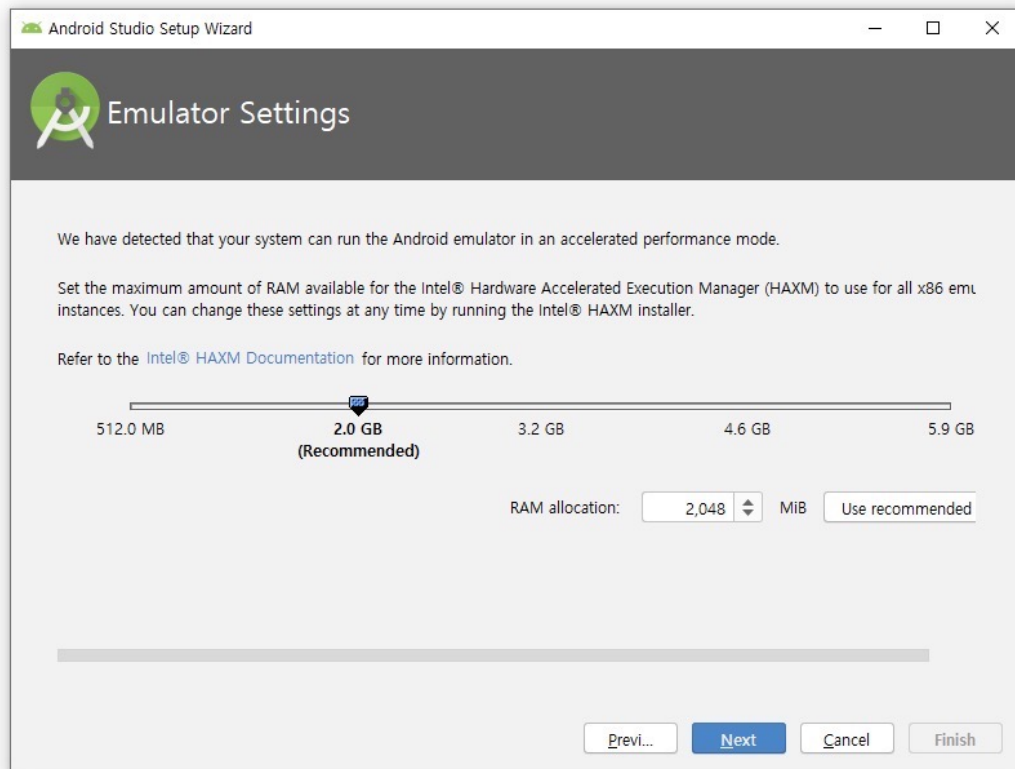 Android Studio Setup Wizard
Emulator Settings
We have detected that your system can run the Android emulator in an accelerated performance mode.
Set the maximum amount of RAM available for the Intel® Hardware Accelerated Execution Manager (HAXM) to use for all x86 emu
instances. You can change these settings at any time by running the Intel® HAXM installer.
Refer to the Intel® HAXM Documentation for more information.
512.0 MB 2.0 GB 3.2 GB 4.6 GB 5.9 GB
(Recommended)
RAM allocation: 2,048 MiB Use recommended
Previ... Next Cancel Finish